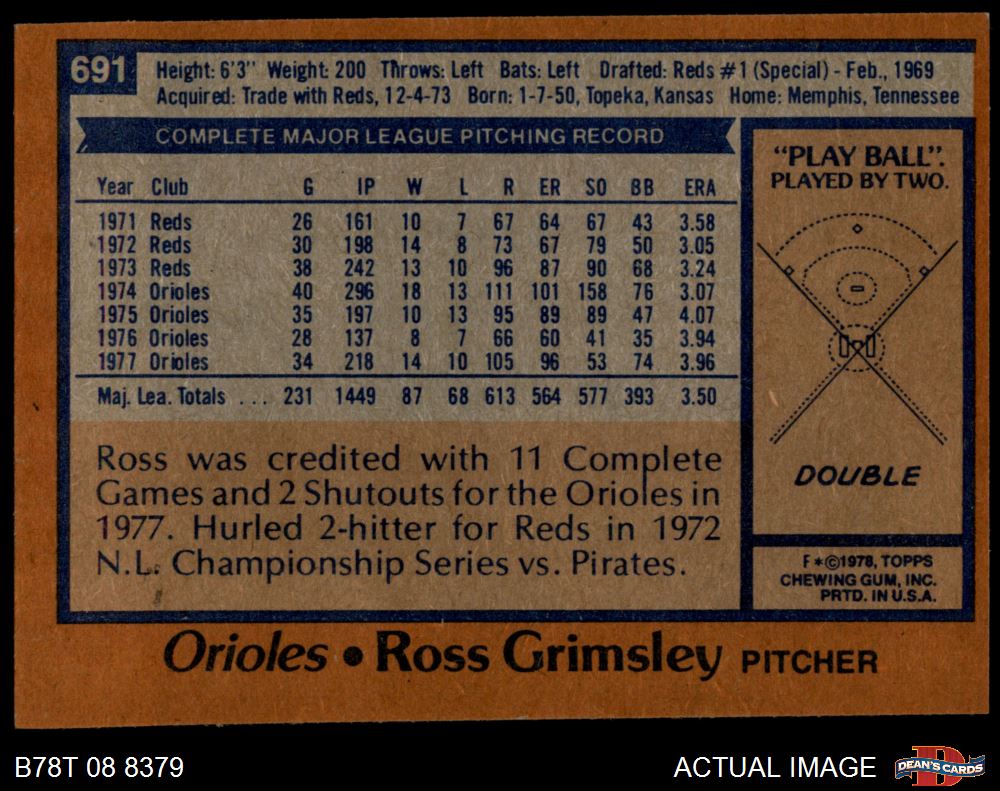 691
Height: 6'3" Weight: 200 Throws: Left Bats: Left Drafted: Reds #1 (Special) - Feb., 1969
Acquired: Trade with Reds, 12-4-73 Born: 1-7-50, Topeka, Kansas Home: Memphis, Tennessee
COMPLETE MAJOR LEAGUE PITCHING RECORD
Year Club G IP W L R ER SO BB ERA
1971 Reds 26 161 10 7 67 64 67 43 3.58
1972 Reds 30 198 14 8 73 67 79 50 3.05
1973 Reds 38 242 13 10 96 87 90 68 3.24
1974 Orioles 40 296 18 13 111 101 158 76 3.07
1975 Orioles 35 197 10 13 95 89 89 47 4.07
1976 Orioles 28 137 8 7 66 60 41 35 3.94
1977 Orioles 34 218 14 10 105 96 53 74 3.96
Maj. Lea. Totals ... 231 1449 87 68 613 564 577 393 3.50
Ross was credited with 11 Complete
Games and 2 Shutouts for the Orioles in
1977. Hurled 2-hitter for Reds in 1972
N.L. Championship Series vs. Pirates.
"PLAY BALL".
PLAYED BY TWO.
DOUBLE
F*©1978, TOPPS
CHEWING GUM, INC.
PRTD. IN U.S.A.
Orioles • Ross Grimsley PITCHER
B78T 08 8379
ACTUAL IMAGE
DEAN'S CARDS